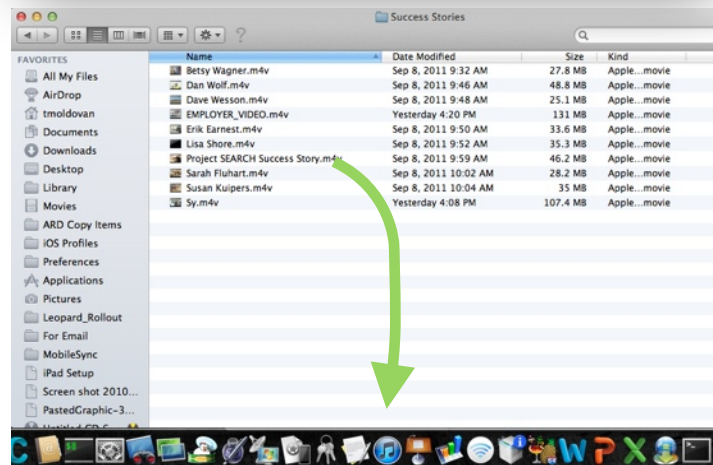 Success Stories
FAVORITES
All My Files
AirDrop
tmoldovan
Documents
Downloads
Desktop
Library
Movies
ARD Copy Items
iOS Profiles
Preferences
Applications
Pictures
Leopard_Rollout
For Email
MobileSync
iPad Setup
Screen shot 2010...
PastedGraphic-3...
Name Date Modified Size Kind
Betsy Wagner.m4v Sep 8, 2011 9:32 AM 27.8 MB Apple...movie
Dan Wolf.m4v Sep 8, 2011 9:46 AM 48.8 MB Apple...movie
Dave Wesson.m4v Sep 8, 2011 9:48 AM 25.1 MB Apple...movie
EMPLOYER_VIDEO.m4v Yesterday 4:20 PM 131 MB Apple...movie
Erik Earnest.m4v Sep 8, 2011 9:50 AM 33.6 MB Apple...movie
Lisa Shore.m4v Sep 8, 2011 9:52 AM 35.3 MB Apple...movie
Project SEARCH Success Story.m4v Sep 8, 2011 9:59 AM 46.2 MB Apple...movie
Sarah Fluhart.m4v Sep 8, 2011 10:02 AM 28.2 MB Apple...movie
Susan Kuipers.m4v Sep 8, 2011 10:04 AM 35 MB Apple...movie
Sy.m4v Yesterday 4:08 PM 107.4 MB Apple...movie